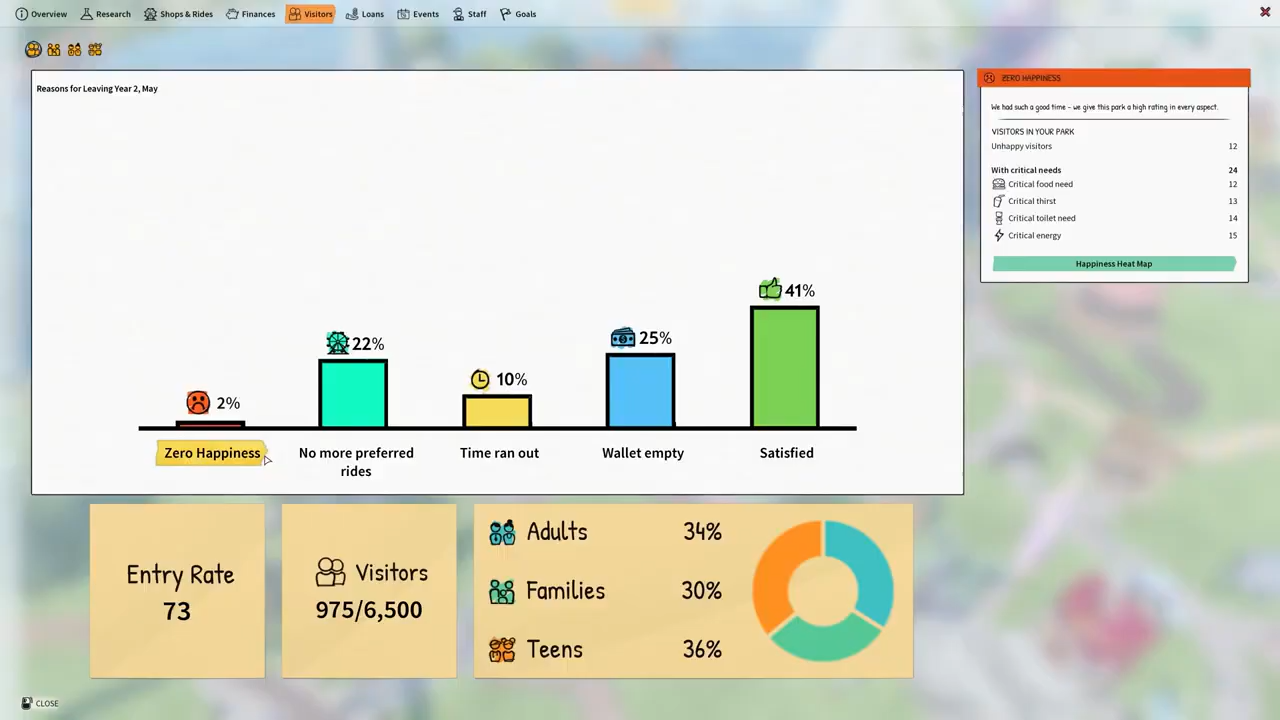 Overview Research Shops & Rides Finances Visitors Loans Events Staff Goals
Reasons for Leaving Year 2, May
2%
22%
10%
25%
41%
Zero Happiness
No more preferred
rides
Time ran out
Wallet empty
Satisfied
ZERO HAPPINESS
We had such a good time - we give this park a high rating in every aspect.
VISITORS IN YOUR PARK
Unhappy visitors 12
With critical needs 24
Critical food need 12
Critical thirst 13
Critical toilet need 14
Critical energy 15
Happiness Heat Map
Entry Rate
73
Visitors
975/6,500
Adults 34%
Families 30%
Teens 36%
CLOSE